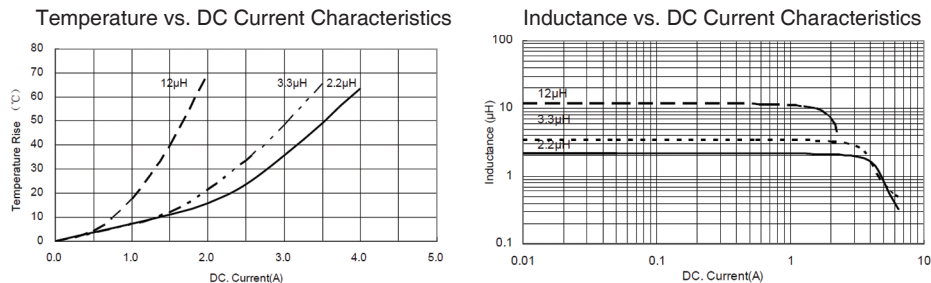 Temperature vs. DC Current Characteristics
80
70
60
50
40
30
20
10
0
Temperature Rise (℃)
12μH
3.3μH
2.2μH
0.0
1.0
2.0
3.0
4.0
5.0
DC. Current(A)
Inductance vs. DC Current Characteristics
100
10
1
0.1
Inductance (μH)
12μH
3.3μH
2.2μH
0.01
0.1
1
10
DC. Current(A)